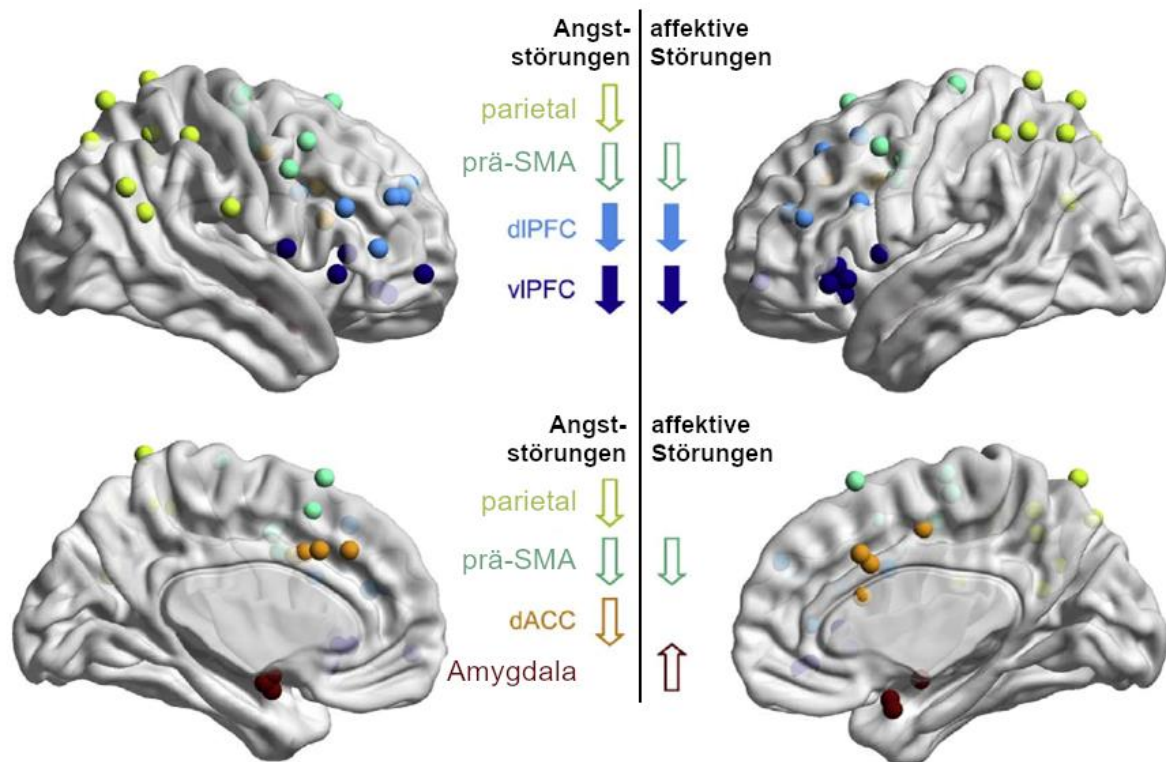 Angst-
störungen
affektive
Störungen
parietal
prä-SMA
dlPFC
vlPFC
Angst-
störungen
affektive
Störungen
parietal
prä-SMA
dACC
Amygdala